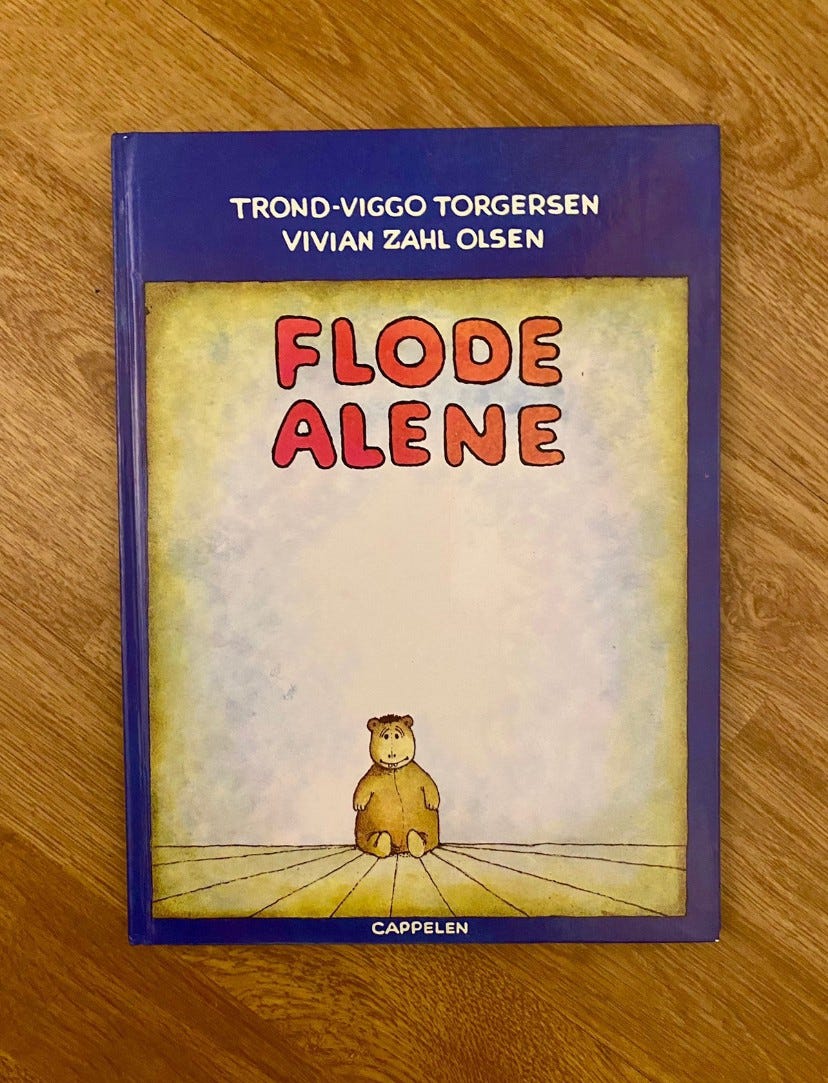 TROND-VIGGO TORGERSEN
VIVIAN ZAHL OLSEN
FLODE
ALENE
CAPPELEN